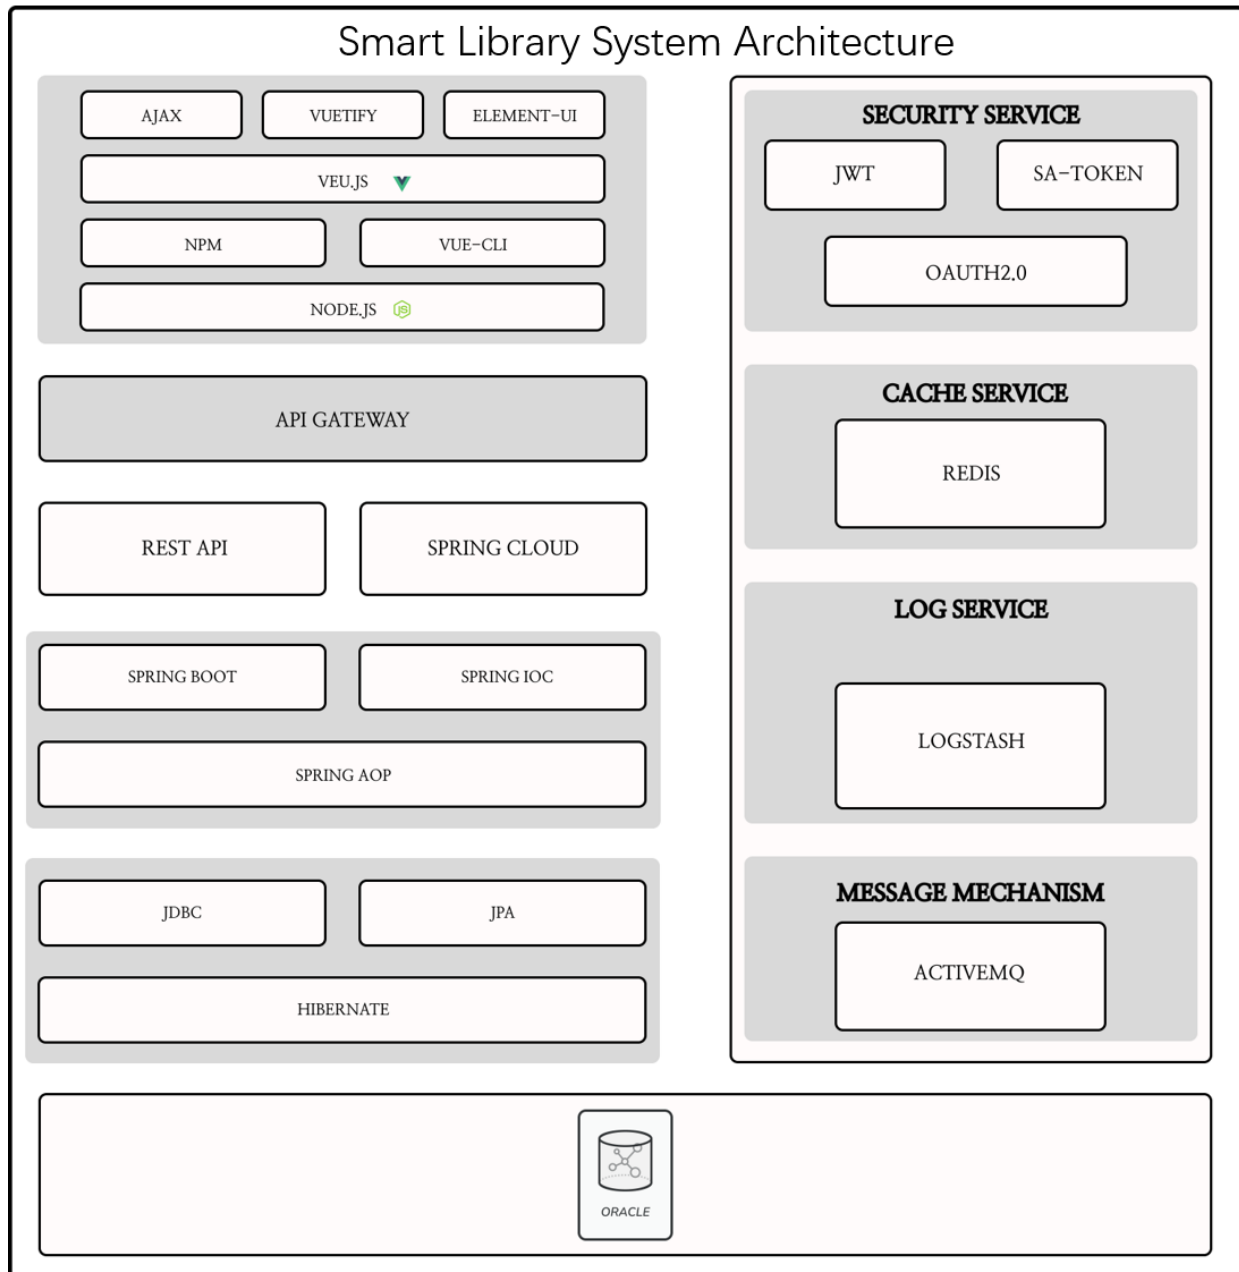 Smart Library System Architecture
AJAX
VUETIFY
ELEMENT-UI
VEU.JS
NPM
VUE-CLI
NODE.JS
JS
API GATEWAY
REST API
SPRING CLOUD
SPRING BOOT
SPRING IOC
SPRING AOP
JDBC
JPA
HIBERNATE
SECURITY SERVICE
JWT
SA-TOKEN
OAUTH2.0
CACHE SERVICE
REDIS
LOG SERVICE
LOGSTASH
MESSAGE MECHANISM
ACTIVEMQ
ORACLE